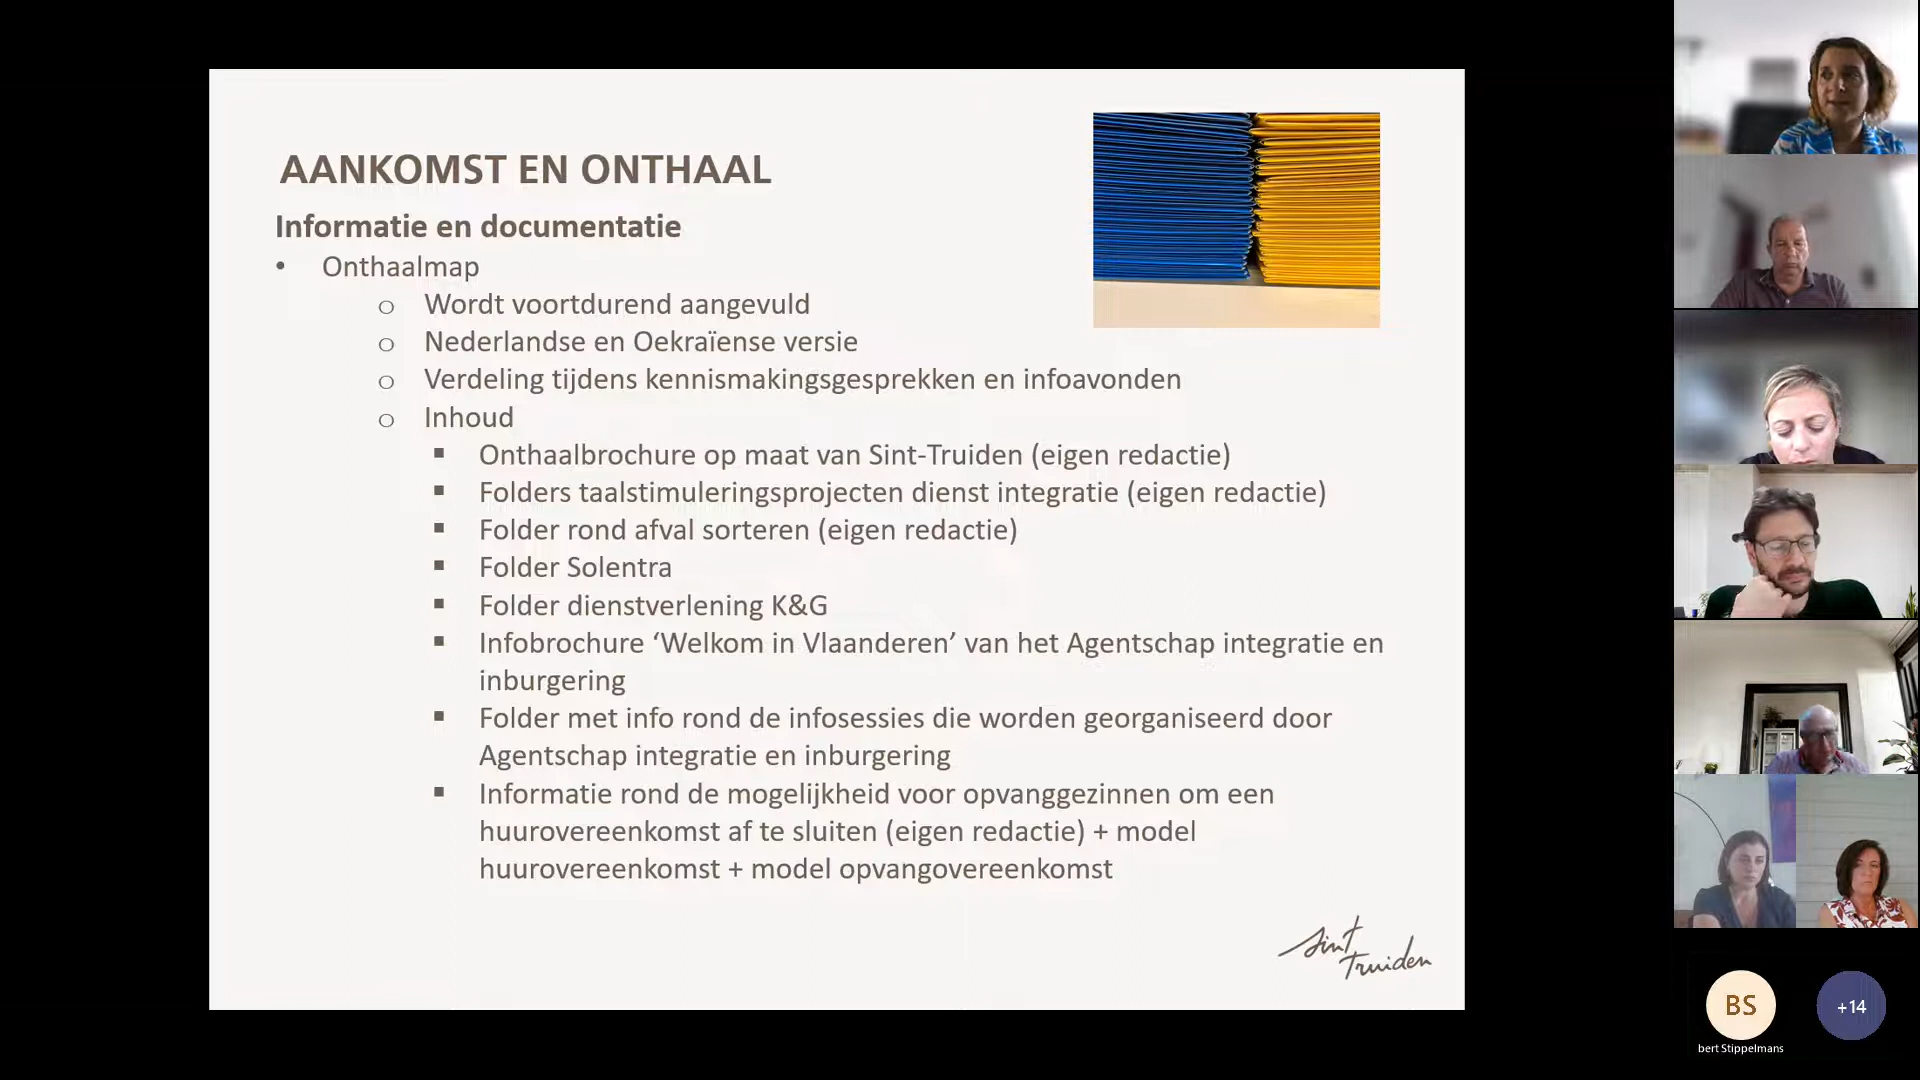 AANKOMST EN ONTHAAL
Informatie en documentatie
• Onthaalmap
o Wordt voortdurend aangevuld
o Nederlandse en Oekraïense versie
o Verdeling tijdens kennismakingsgesprekken en infoavonden
o Inhoud
▪ Onthaalbrochure op maat van Sint-Truiden (eigen redactie)
▪ Folders taalstimuleringsprojecten dienst integratie (eigen redactie)
▪ Folder rond afval sorteren (eigen redactie)
▪ Folder Solentra
▪ Folder dienstverlening K&G
▪ Infobrochure ‘Welkom in Vlaanderen’ van het Agentschap integratie en
inburgering
▪ Folder met info rond de infosessies die worden georganiseerd door
Agentschap integratie en inburgering
▪ Informatie rond de mogelijkheid voor opvanggezinnen om een
huurovereenkomst af te sluiten (eigen redactie) + model
huurovereenkomst + model opvangovereenkomst
Sint
Truiden
BS
+14
bert Stippelmans